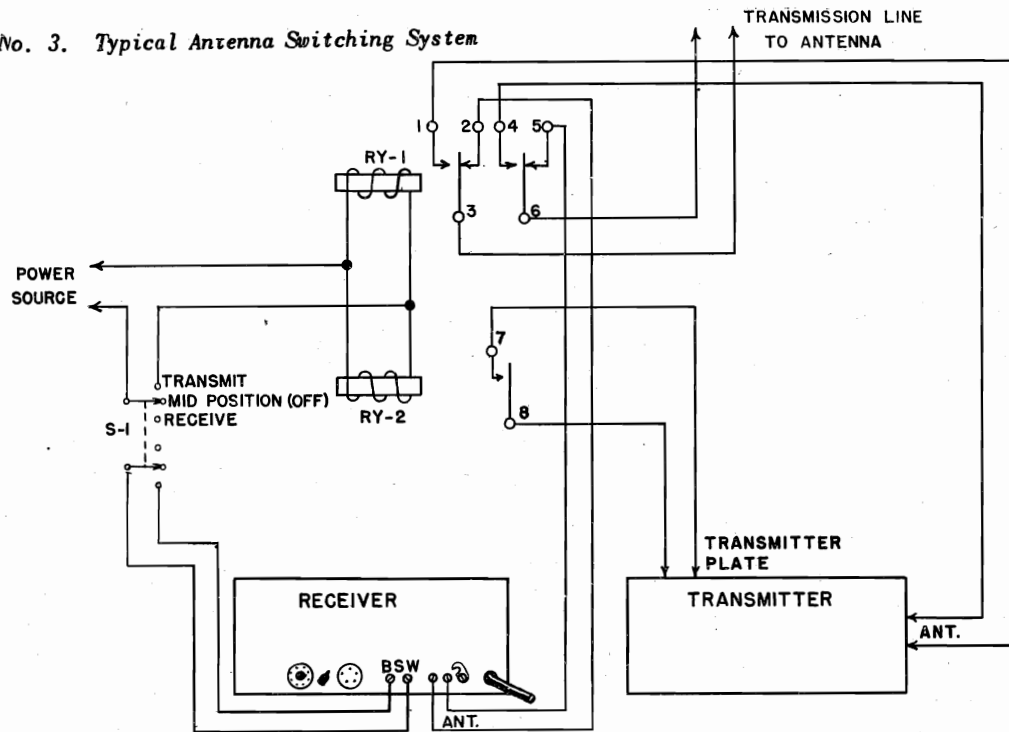 No. 3. Typical Antenna Switching System
TRANSMISSION LINE
TO ANTENNA
1
2
4
5
RY-1
3
6
POWER
SOURCE
7
TRANSMIT
MID POSITION (OFF)
RECEIVE
S-1
RY-2
8
TRANSMITTER
PLATE
RECEIVER
TRANSMITTER
ANT.
BSW
ANT.